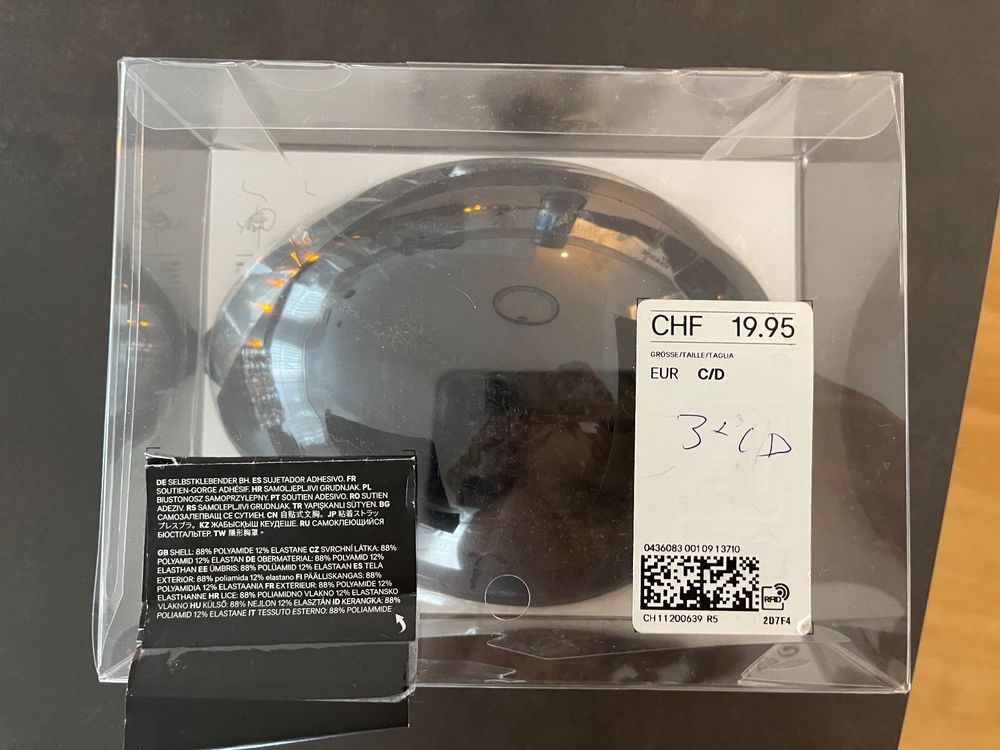 CHF 19.95
GRÖSSE/TAILLE/TAGLIA
EUR C/D
0436083 001 09 13710
CH11200639 R5
2D7F4
DE SELBSTKLEBENDER BH. ES SUJETADOR ADHESIVO. FR
SOUTIEN-GORGE ADHÉSIF. HR SAMOLJEPLJIVI GRUDNJAK. PL
BIUSTONOSZ SAMOPRZYLEPNY. PT SOUTIEN ADESIVO. RO SUTIEN
ADEZIV. RS SAMOLEPLJIVI GRUDNJAK. TR YAPIŞKANLI SÜTYEN. BG
САМОЗАЛЕПВАЩ СЕ СУТИЕН. CN 自贴式文胸。JP 粘着ストラッ
プレスブラ。KZ ЖАБЫСҚЫШ КЕУДЕШЕ. RU САМОКЛЕЮЩИЙСЯ
БЮСТГАЛЬТЕР. TW 隱形胸罩。
GB SHELL: 88% POLYAMIDE 12% ELASTANE CZ SVRCHNÍ LÁTKA: 88%
POLYAMID 12% ELASTAN DE OBERMATERIAL: 88% POLYAMID 12%
ELASTHAN EE ÜMBRIS: 88% POLÜAMIID 12% ELASTAAN ES TELA
EXTERIOR: 88% poliamida 12% elastano FI PÄÄLLISKANGAS: 88%
POLYAMIDIA 12% ELASTAANIA FR EXTERIEUR: 88% POLYAMIDE 12%
ELASTHANNE HR LICE: 88% POLIAMIDNO VLAKNO 12% ELASTANSKO
VLAKNO HU KÜLSŐ: 88% NEJLON 12% ELASZTÁN ID KERANGKA: 88%
POLIAMID 12% ELASTANE IT TESSUTO ESTERNO: 88% POLIAMMIDE